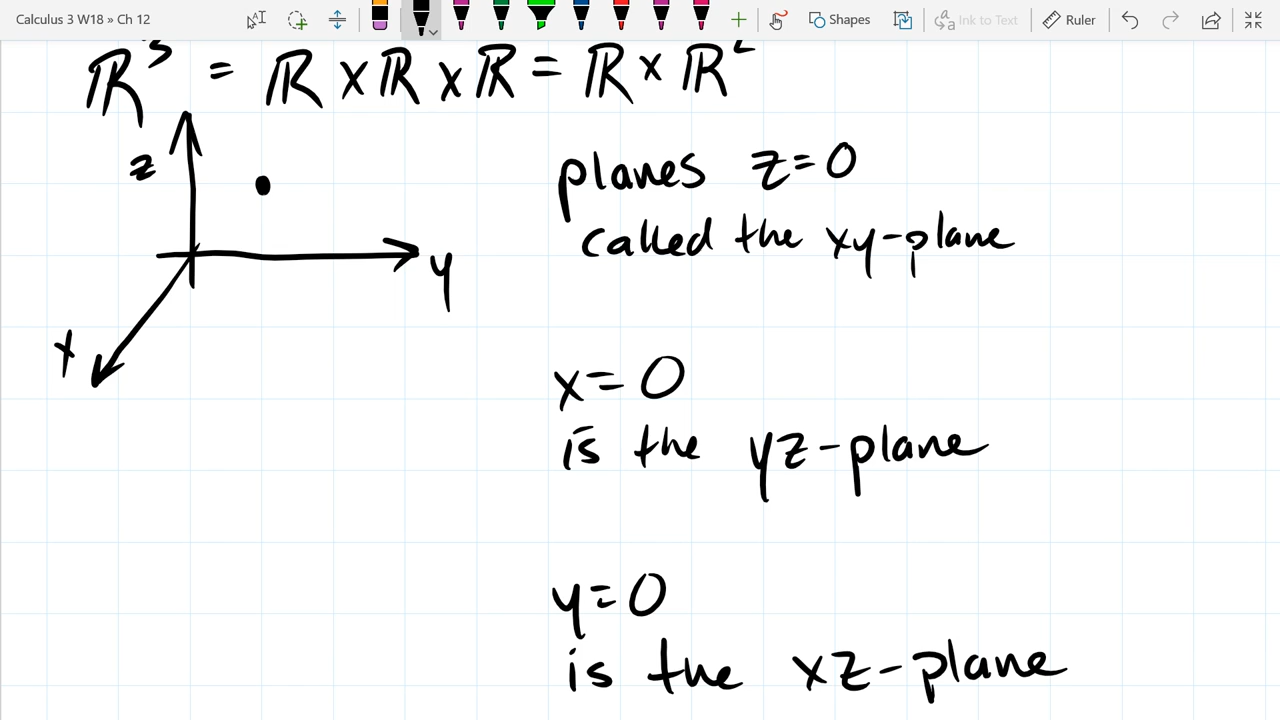 Calculus 3 W18 » Ch 12
Shapes
Ink to Text
Ruler
ℝ³ = ℝ × ℝ × ℝ = ℝ × ℝ²
z
y
x
planes z=0
called the xy-plane
x=0
is the yz-plane
y=0
is the xz-plane